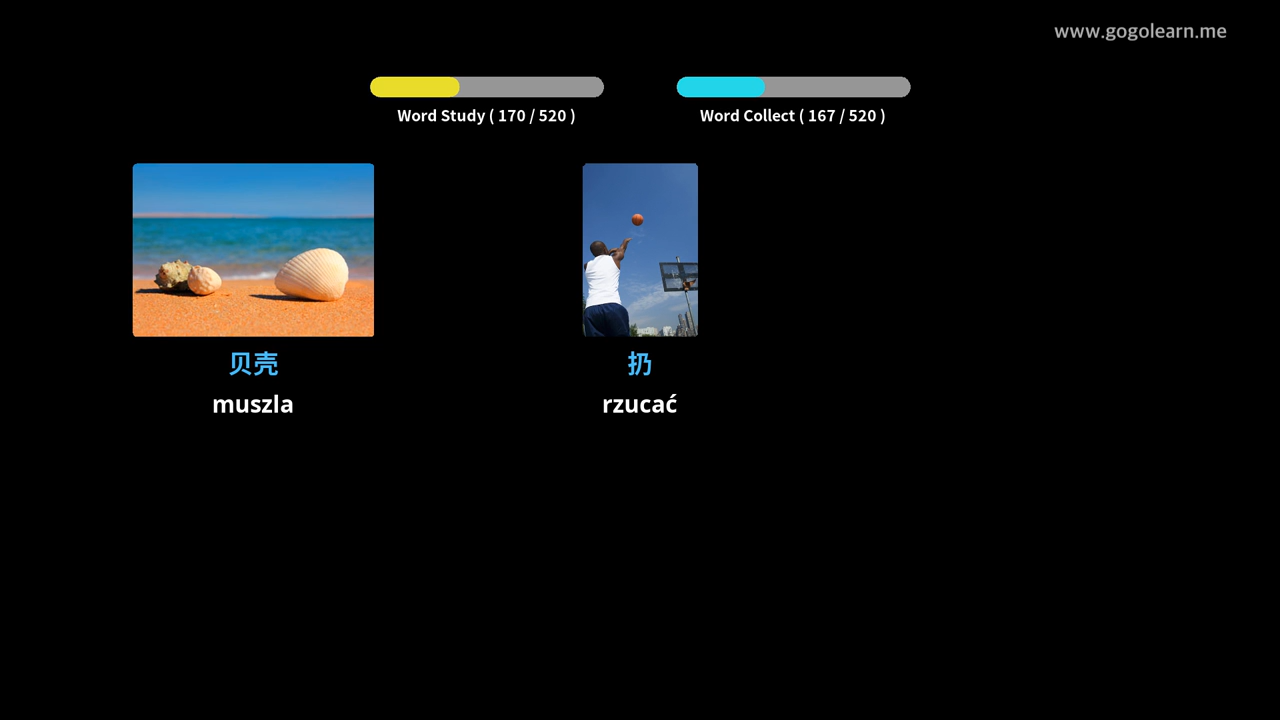 www.gogolearn.me
Word Study ( 170 / 520 )
Word Collect ( 167 / 520 )
贝壳
muszla
扔
rzucać